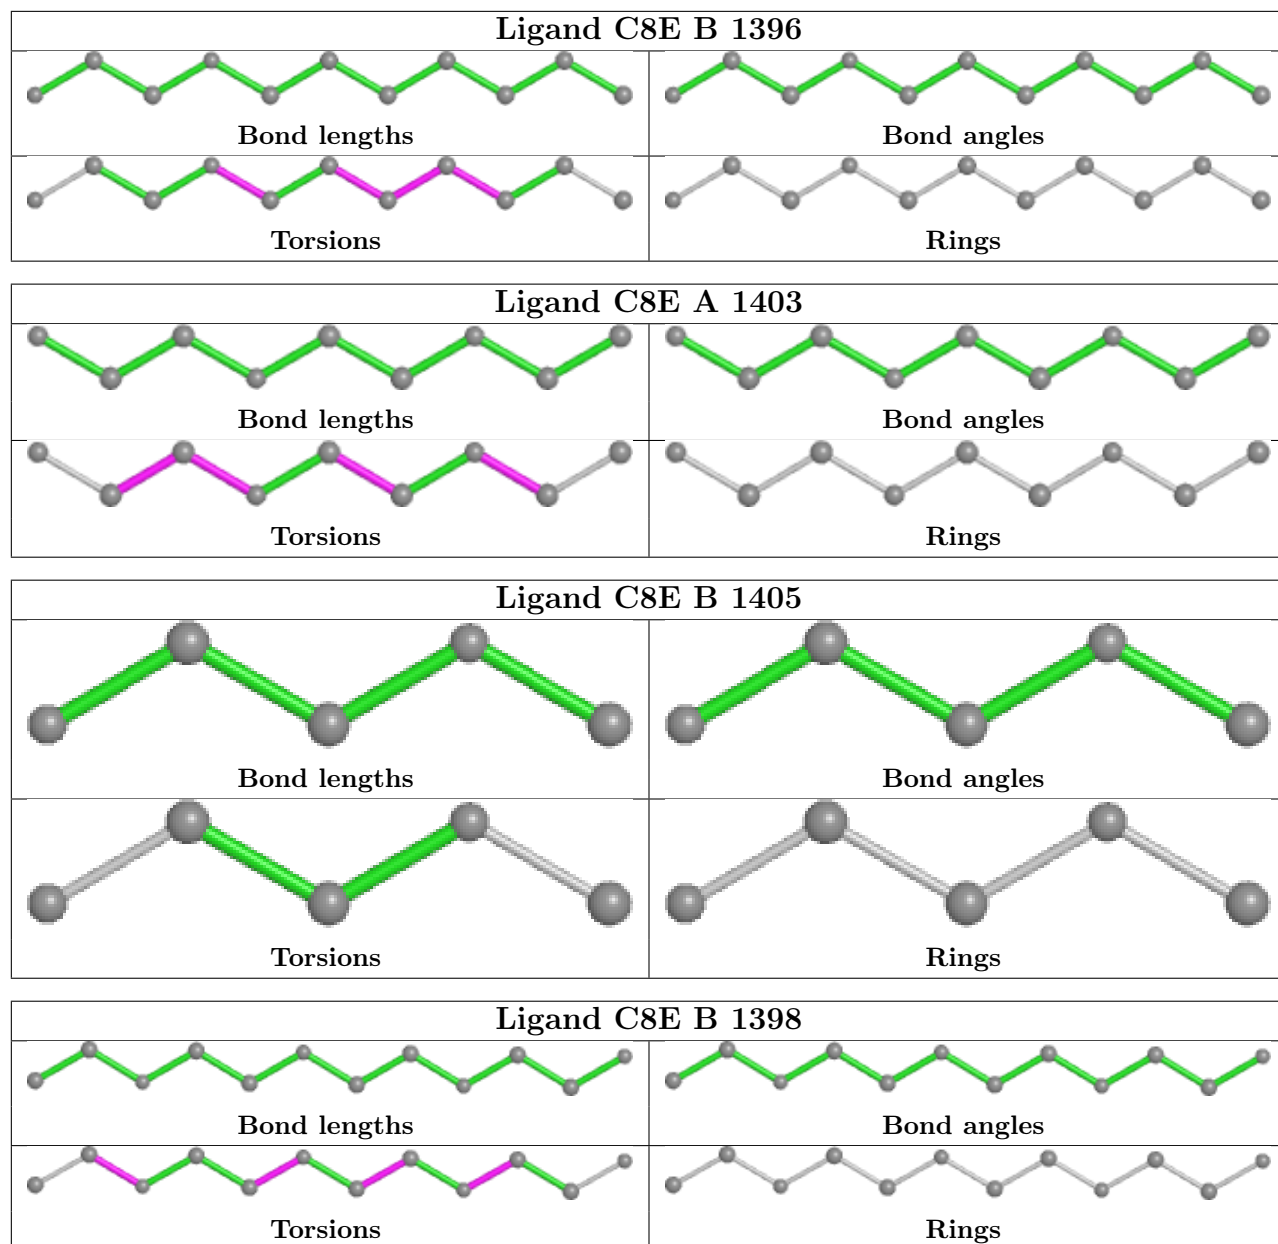 Ligand C8E B 1396
Bond lengths Bond angles
Torsions Rings
Ligand C8E A 1403
Bond lengths Bond angles
Torsions Rings
Ligand C8E B 1405
Bond lengths Bond angles
Torsions Rings
Ligand C8E B 1398
Bond lengths Bond angles
Torsions Rings